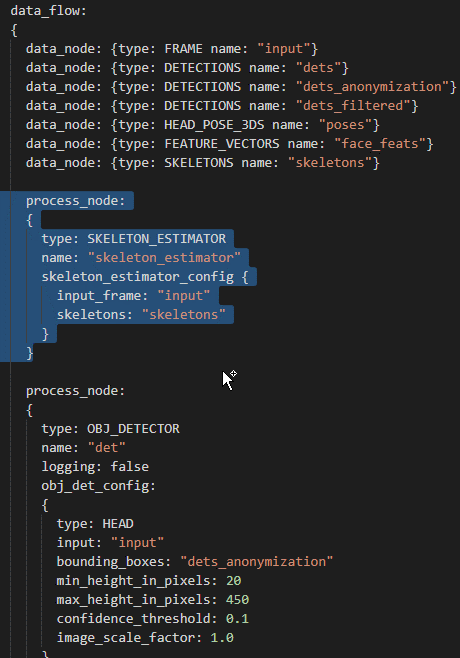 data_flow:
{
data_node: {type: FRAME name: "input"}
data_node: {type: DETECTIONS name: "dets"}
data_node: {type: DETECTIONS name: "dets_anonymization"}
data_node: {type: DETECTIONS name: "dets_filtered"}
data_node: {type: HEAD_POSE_3DS name: "poses"}
data_node: {type: FEATURE_VECTORS name: "face_feats"}
data_node: {type: SKELETONS name: "skeletons"}
process_node:
{
type: SKELETON_ESTIMATOR
name: "skeleton_estimator"
skeleton_estimator_config {
input_frame: "input"
skeletons: "skeletons"
}
}
process_node:
{
type: OBJ_DETECTOR
name: "det"
logging: false
obj_det_config:
{
type: HEAD
input: "input"
bounding_boxes: "dets_anonymization"
min_height_in_pixels: 20
max_height_in_pixels: 450
confidence_threshold: 0.1
image_scale_factor: 1.0
}